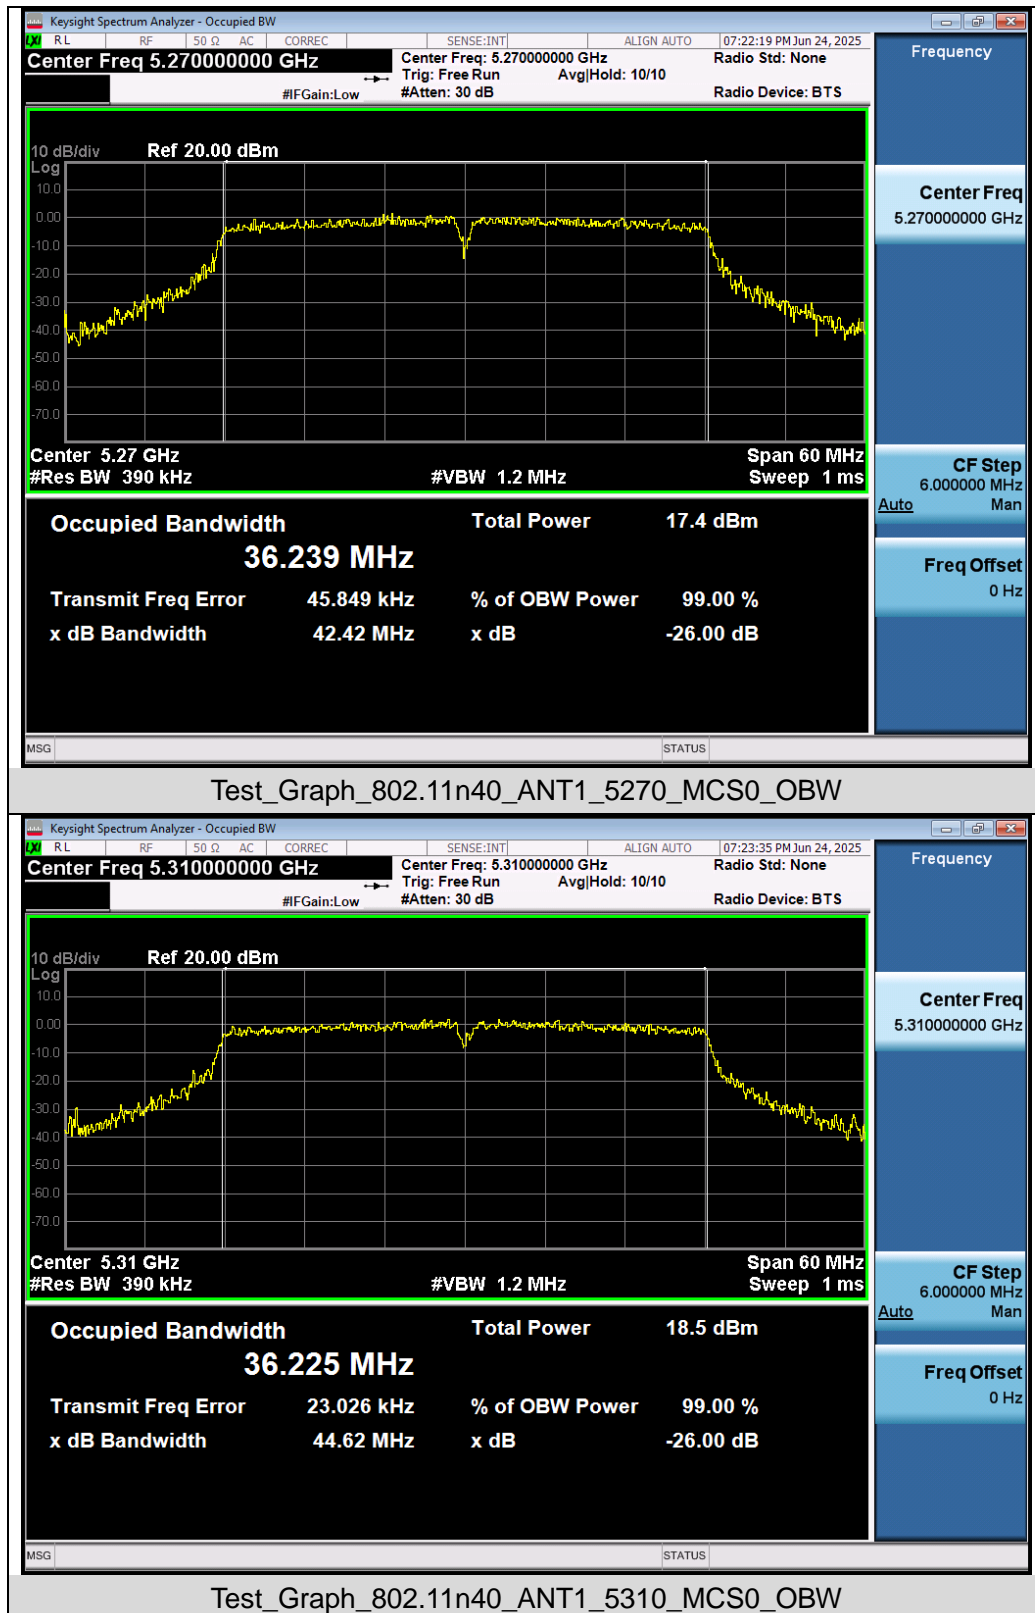 Keysight Spectrum Analyzer - Occupied BW
LXI RL RF 50 Ω AC CORREC SENSE:INT ALIGN AUTO 07:22:19 PM Jun 24, 2025
Center Freq 5.270000000 GHz
Center Freq: 5.270000000 GHz
Radio Std: None
Trig: Free Run Avg|Hold: 10/10
#IFGain:Low #Atten: 30 dB Radio Device: BTS
Frequency
10 dB/div Ref 20.00 dBm
Log
10.0
0.00
-10.0
-20.0
-30.0
-40.0
-50.0
-60.0
-70.0
Center 5.27 GHz Span 60 MHz
#Res BW 390 kHz #VBW 1.2 MHz Sweep 1 ms
Center Freq
5.270000000 GHz
CF Step
6.000000 MHz
Auto Man
Freq Offset
0 Hz
Occupied Bandwidth Total Power 17.4 dBm
36.239 MHz
Transmit Freq Error 45.849 kHz % of OBW Power 99.00 %
x dB Bandwidth 42.42 MHz x dB -26.00 dB
MSG STATUS
Test_Graph_802.11n40_ANT1_5270_MCS0_OBW
Keysight Spectrum Analyzer - Occupied BW
LXI RL RF 50 Ω AC CORREC SENSE:INT ALIGN AUTO 07:23:35 PM Jun 24, 2025
Center Freq 5.310000000 GHz
Center Freq: 5.310000000 GHz
Radio Std: None
Trig: Free Run Avg|Hold: 10/10
#IFGain:Low #Atten: 30 dB Radio Device: BTS
Frequency
10 dB/div Ref 20.00 dBm
Log
10.0
0.00
-10.0
-20.0
-30.0
-40.0
-50.0
-60.0
-70.0
Center 5.31 GHz Span 60 MHz
#Res BW 390 kHz #VBW 1.2 MHz Sweep 1 ms
Center Freq
5.310000000 GHz
CF Step
6.000000 MHz
Auto Man
Freq Offset
0 Hz
Occupied Bandwidth Total Power 18.5 dBm
36.225 MHz
Transmit Freq Error 23.026 kHz % of OBW Power 99.00 %
x dB Bandwidth 44.62 MHz x dB -26.00 dB
MSG STATUS
Test_Graph_802.11n40_ANT1_5310_MCS0_OBW